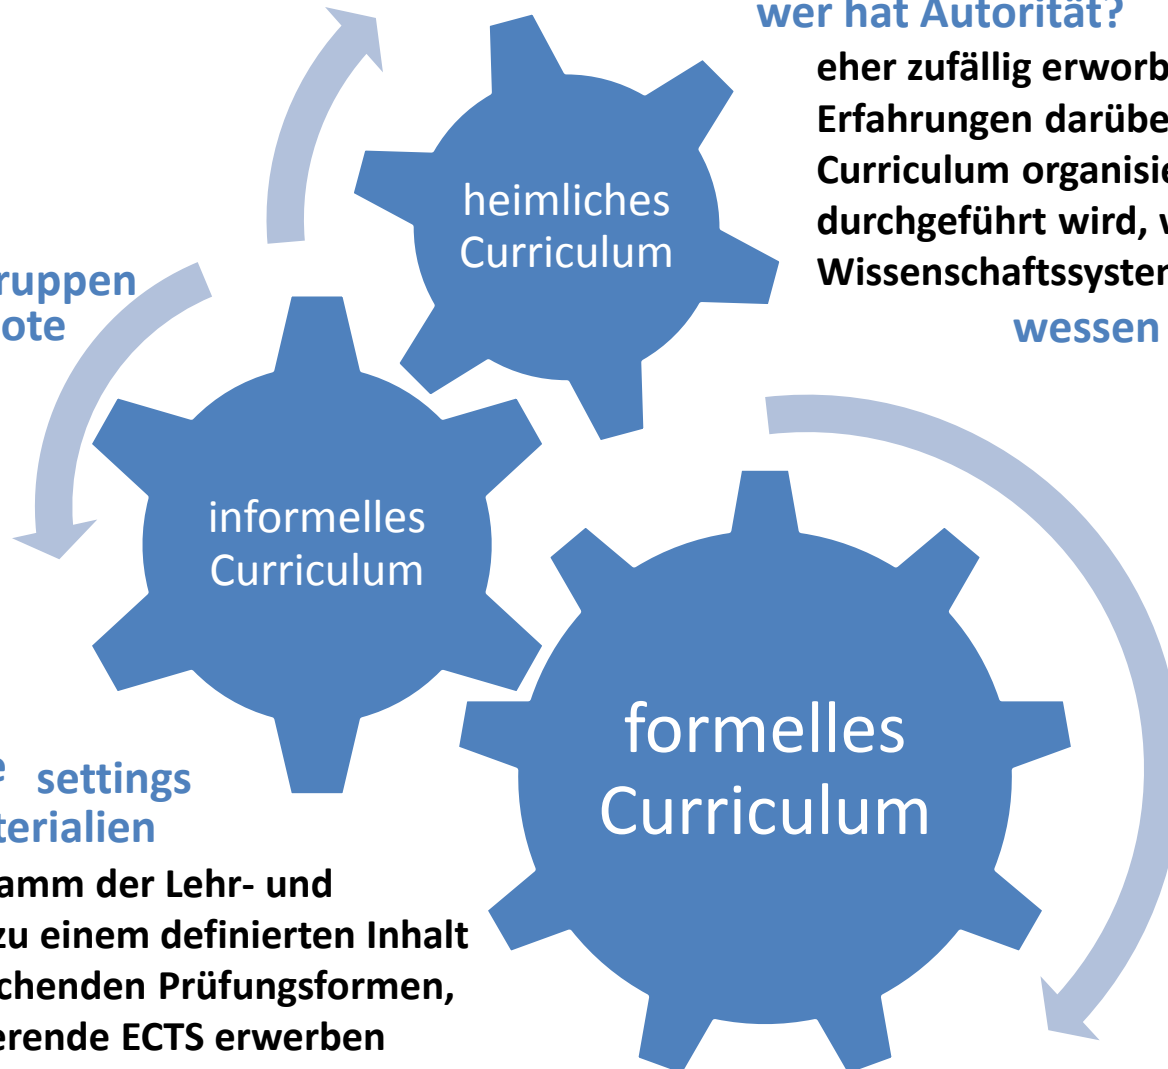 wer hat Autorität?
eher zufällig erworb
Erfahrungen darübe
Curriculum organisie
durchgeführt wird, w
Wissenschaftssyster
wessen
heimliches
Curriculum
ruppen
ote
informelles
Curriculum
formelles
Curriculum
e settings
terialien
amm der Lehr- und
zu einem definierten Inhalt
chenden Prüfungsformen,
erende ECTS erwerben